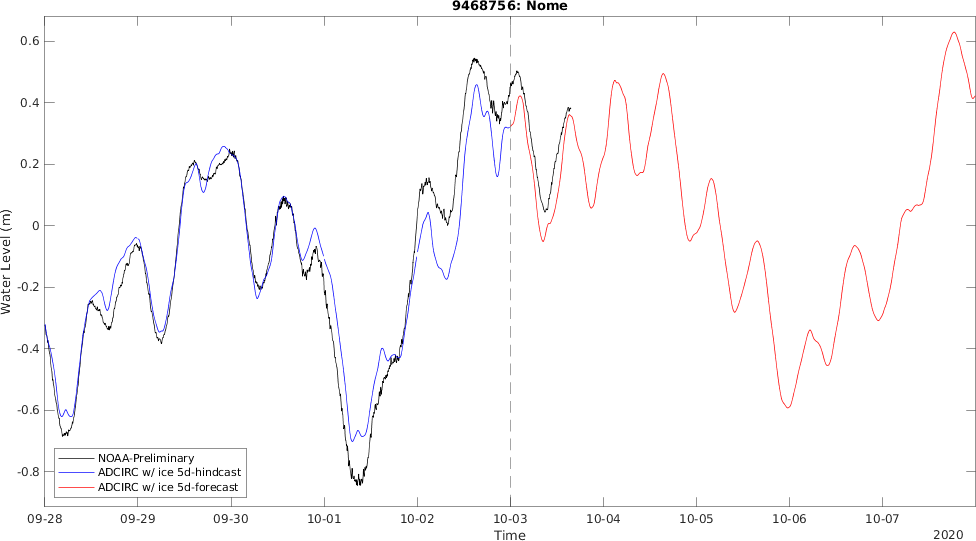 9468756: Nome
0.6
0.4
0.2
0
-0.2
-0.4
-0.6
-0.8
Water Level (m)
NOAA-Preliminary
ADCIRC w/ ice 5d-hindcast
ADCIRC w/ ice 5d-forecast
09-28 09-29 09-30 10-01 10-02 10-03 10-04 10-05 10-06 10-07
Time
2020